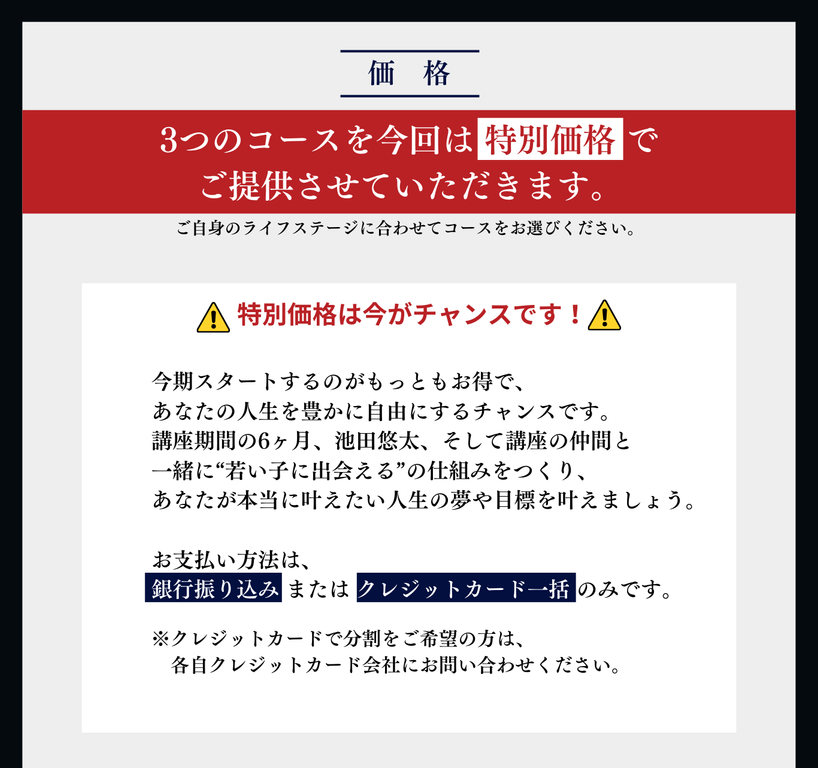 価 格
3つのコースを今回は 特別価格 で
ご提供させていただきます。
ご自身のライフステージに合わせてコースをお選びください。
特別価格は今がチャンスです！
今期スタートするのがもっともお得で、
あなたの人生を豊かに自由にするチャンスです。
講座期間の6ヶ月、池田悠太、そして講座の仲間と
一緒に“若い子に出会える”の仕組みをつくり、
あなたが本当に叶えたい人生の夢や目標を叶えましょう。
お支払い方法は、
銀行振り込み または クレジットカード一括 のみです。
※クレジットカードで分割をご希望の方は、
各自クレジットカード会社にお問い合わせください。